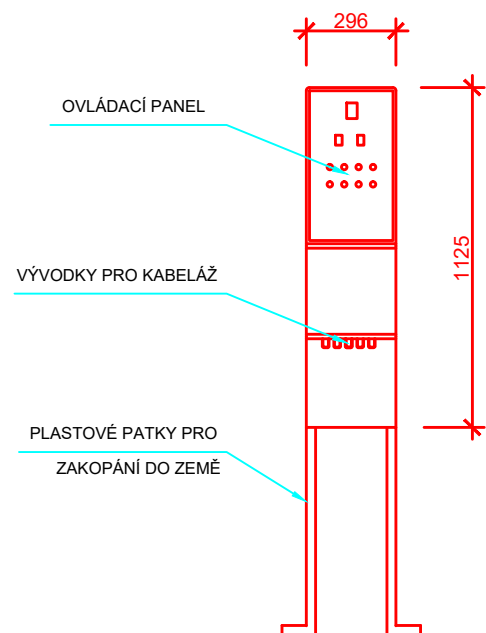 296
OVLÁDACÍ PANEL
1125
VÝVODKY PRO KABELÁŽ
PLASTOVÉ PATKY PRO
ZAKOPÁNÍ DO ZEMĚ